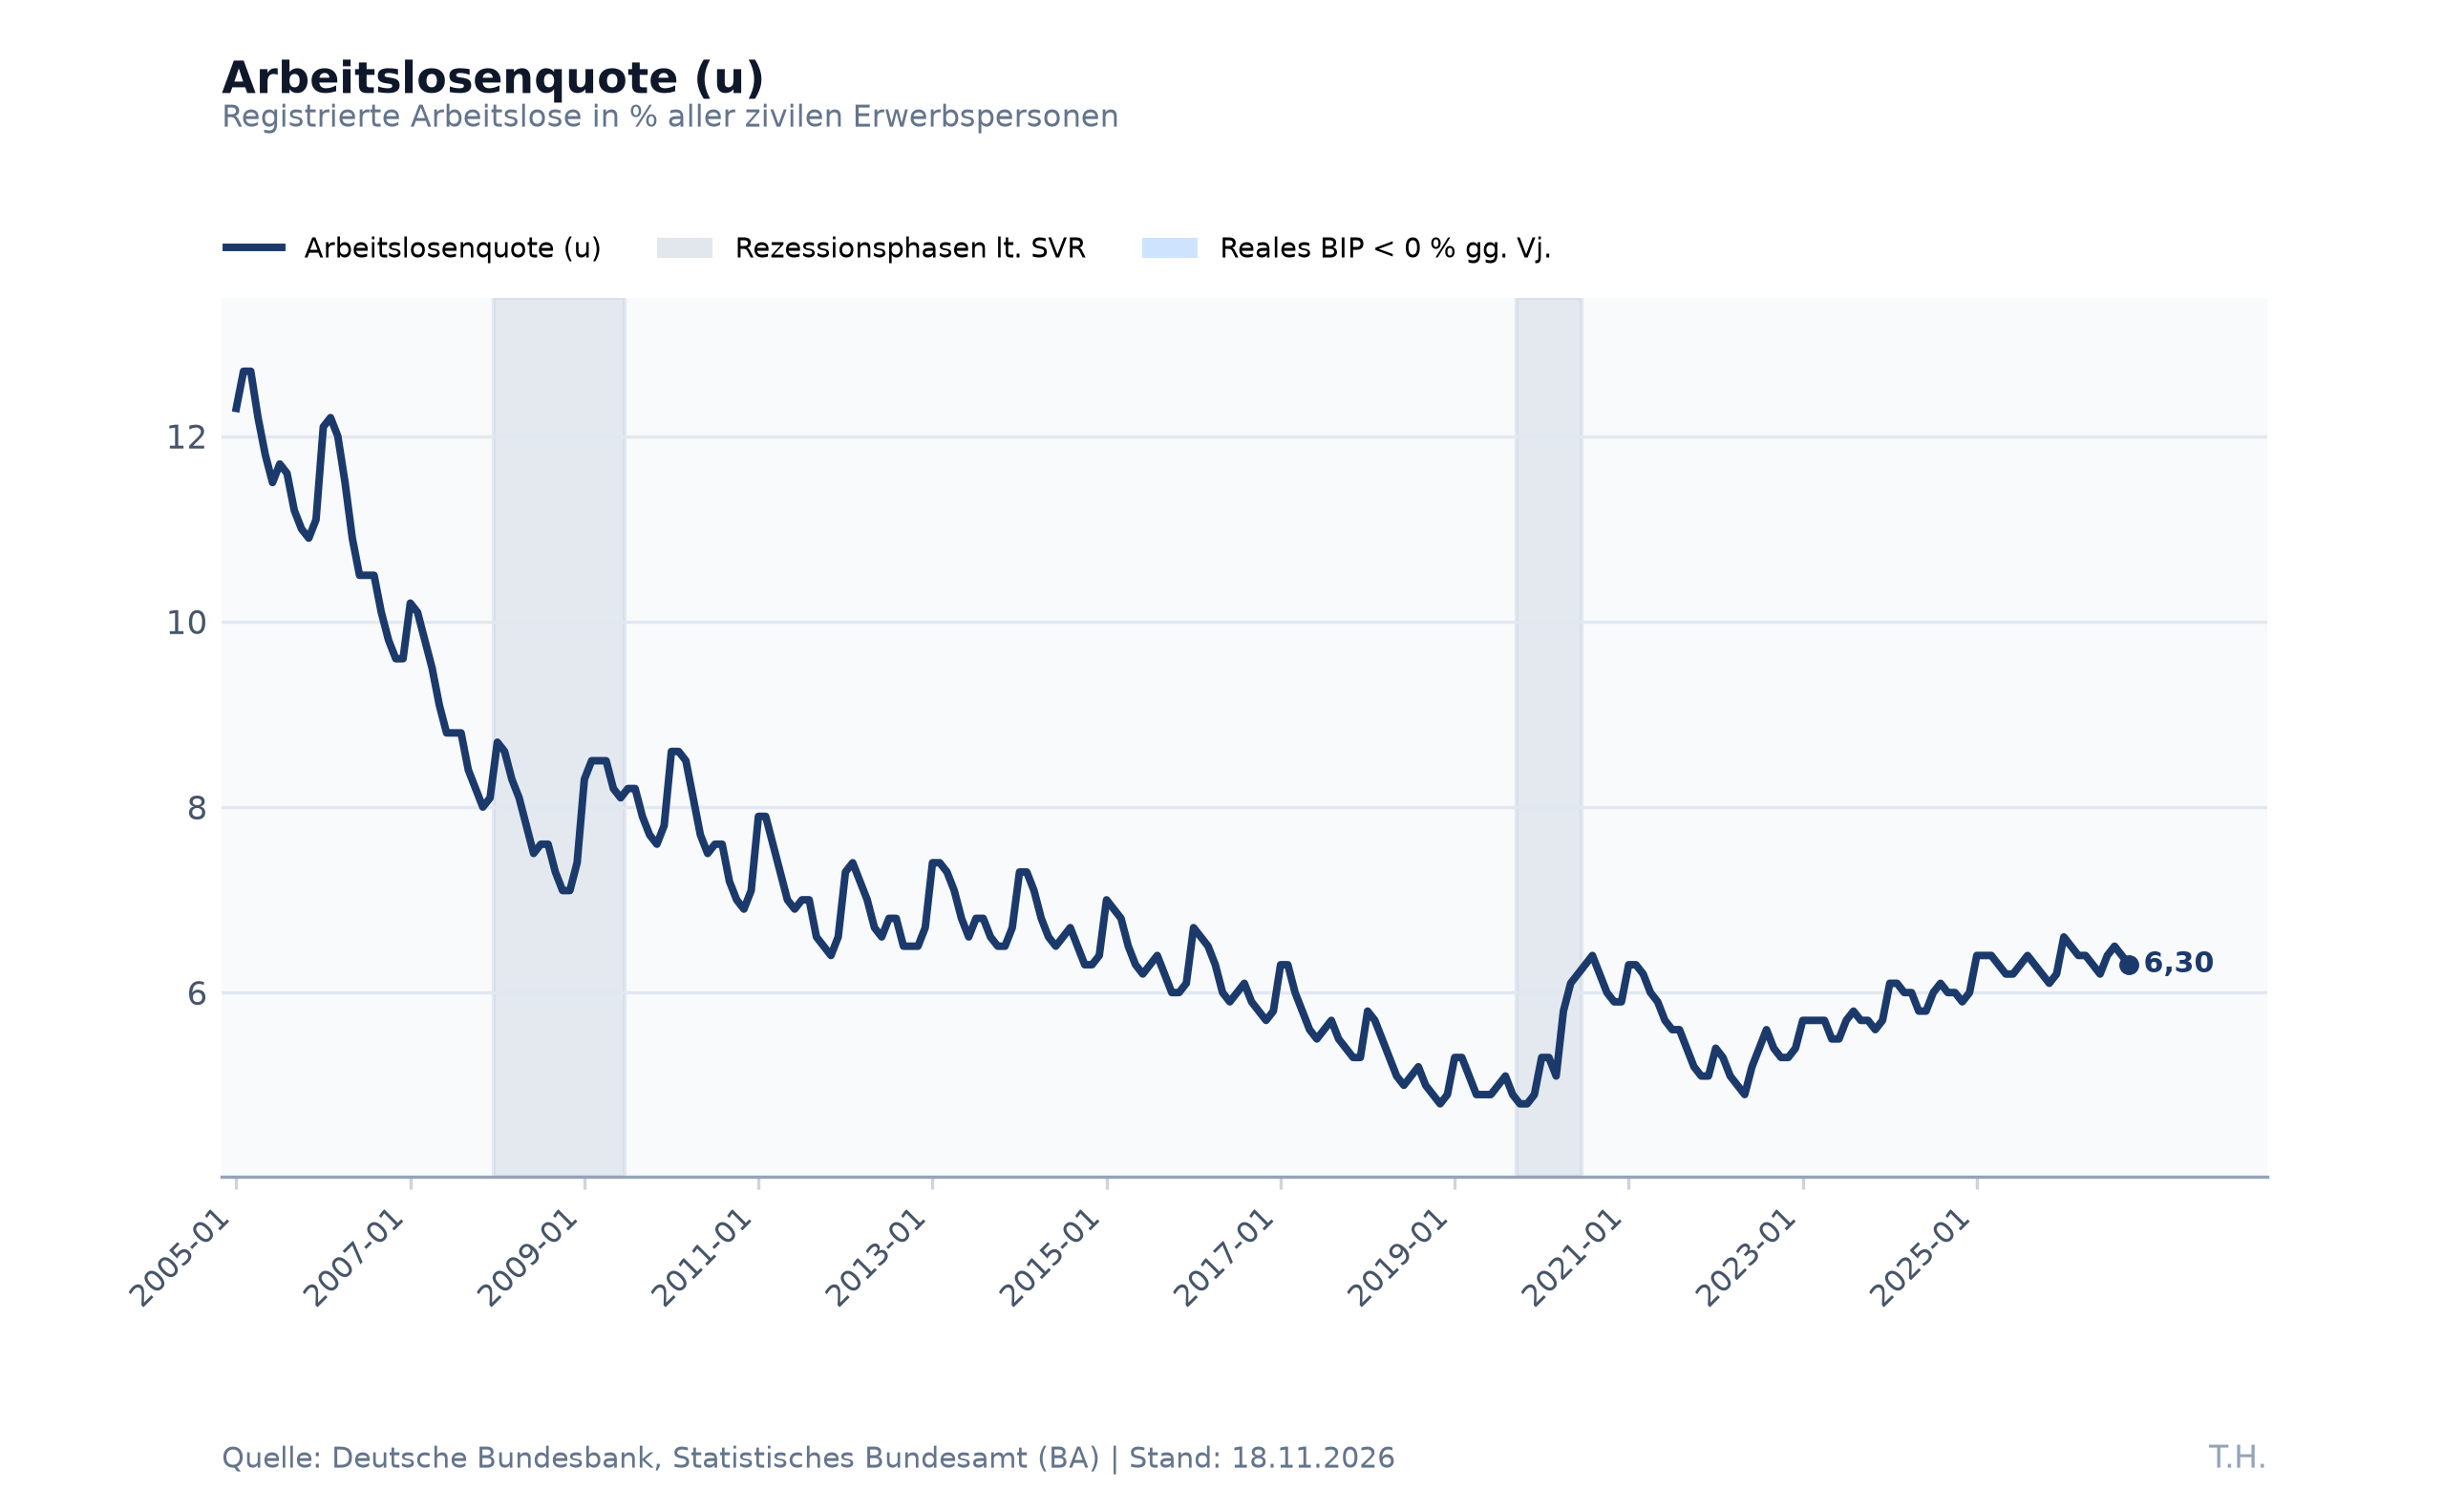 Arbeitslosenquote (u)
Registrierte Arbeitslose in % aller zivilen Erwerbspersonen
Arbeitslosenquote (u) Rezessionsphasen lt. SVR Reales BIP < 0 % gg. Vj.
12
10
8
6
6,30
2005-01 2007-01 2009-01 2011-01 2013-01 2015-01 2017-01 2019-01 2021-01 2023-01 2025-01
Quelle: Deutsche Bundesbank, Statistisches Bundesamt (BA) | Stand: 18.11.2026 T.H.